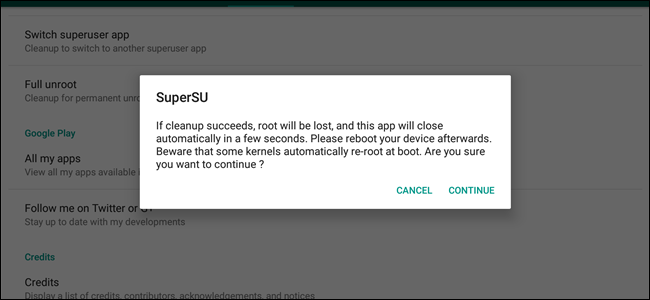 Switch superuser app
Cleanup to switch to another superuser app
Full unroot
Cleanup for permanent
Google Play
All my apps
View all my apps available
SuperSU
If cleanup succeeds, root will be lost, and this app will close
automatically in a few seconds. Please reboot your device afterwards.
Beware that some kernels automatically re-root at boot. Are you sure
you want to continue ?
CANCEL
CONTINUE
Follow me on Twitter or
Stay up to date with my developments
Credits
Credits
Display a list of credits, contributors, acknowledgements, and notices